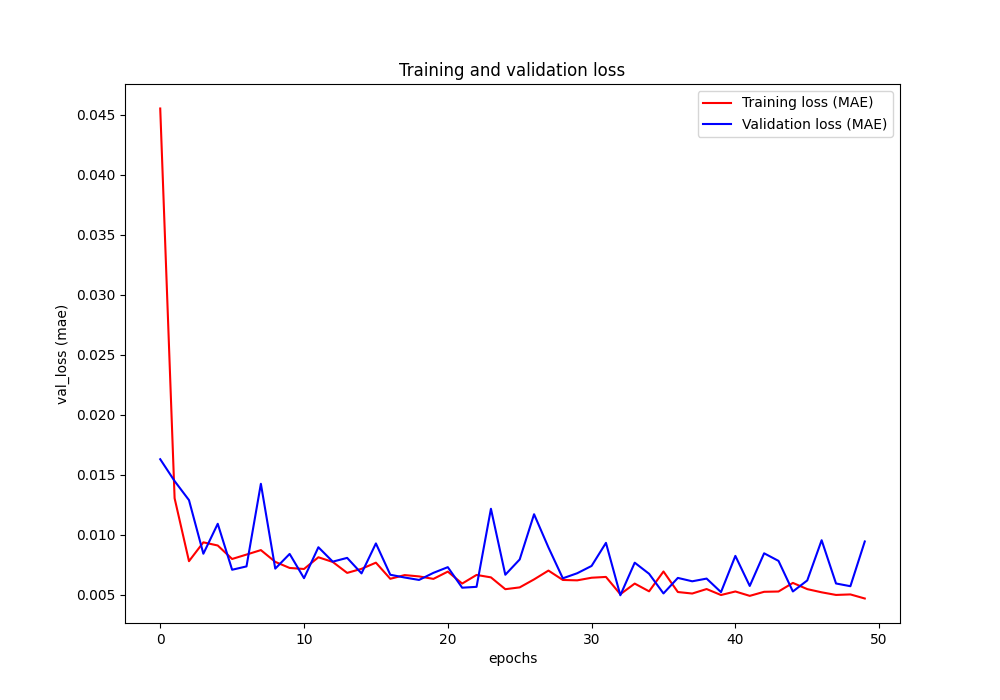 Training and validation loss
Training loss (MAE)
Validation loss (MAE)
val_loss (mae)
0.045
0.040
0.035
0.030
0.025
0.020
0.015
0.010
0.005
0 10 20 30 40 50
epochs